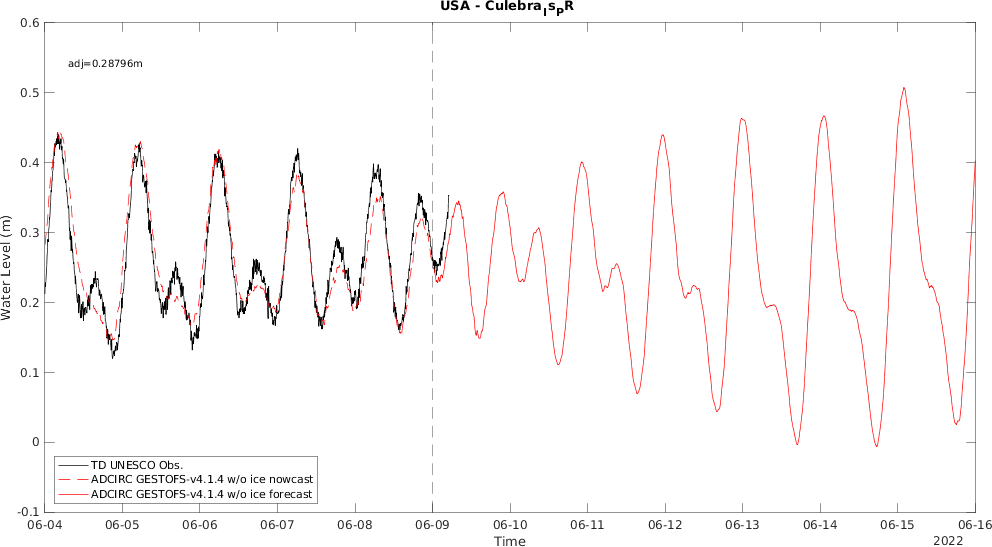 USA - Culebra_Is_PR
adj=0.28796m
0.6
0.5
0.4
0.3
0.2
0.1
0
-0.1
Water Level (m)
TD UNESCO Obs.
ADCIRC GESTOFS-v4.1.4 w/o ice nowcast
ADCIRC GESTOFS-v4.1.4 w/o ice forecast
06-04 06-05 06-06 06-07 06-08 06-09 06-10 06-11 06-12 06-13 06-14 06-15 06-16
Time
2022